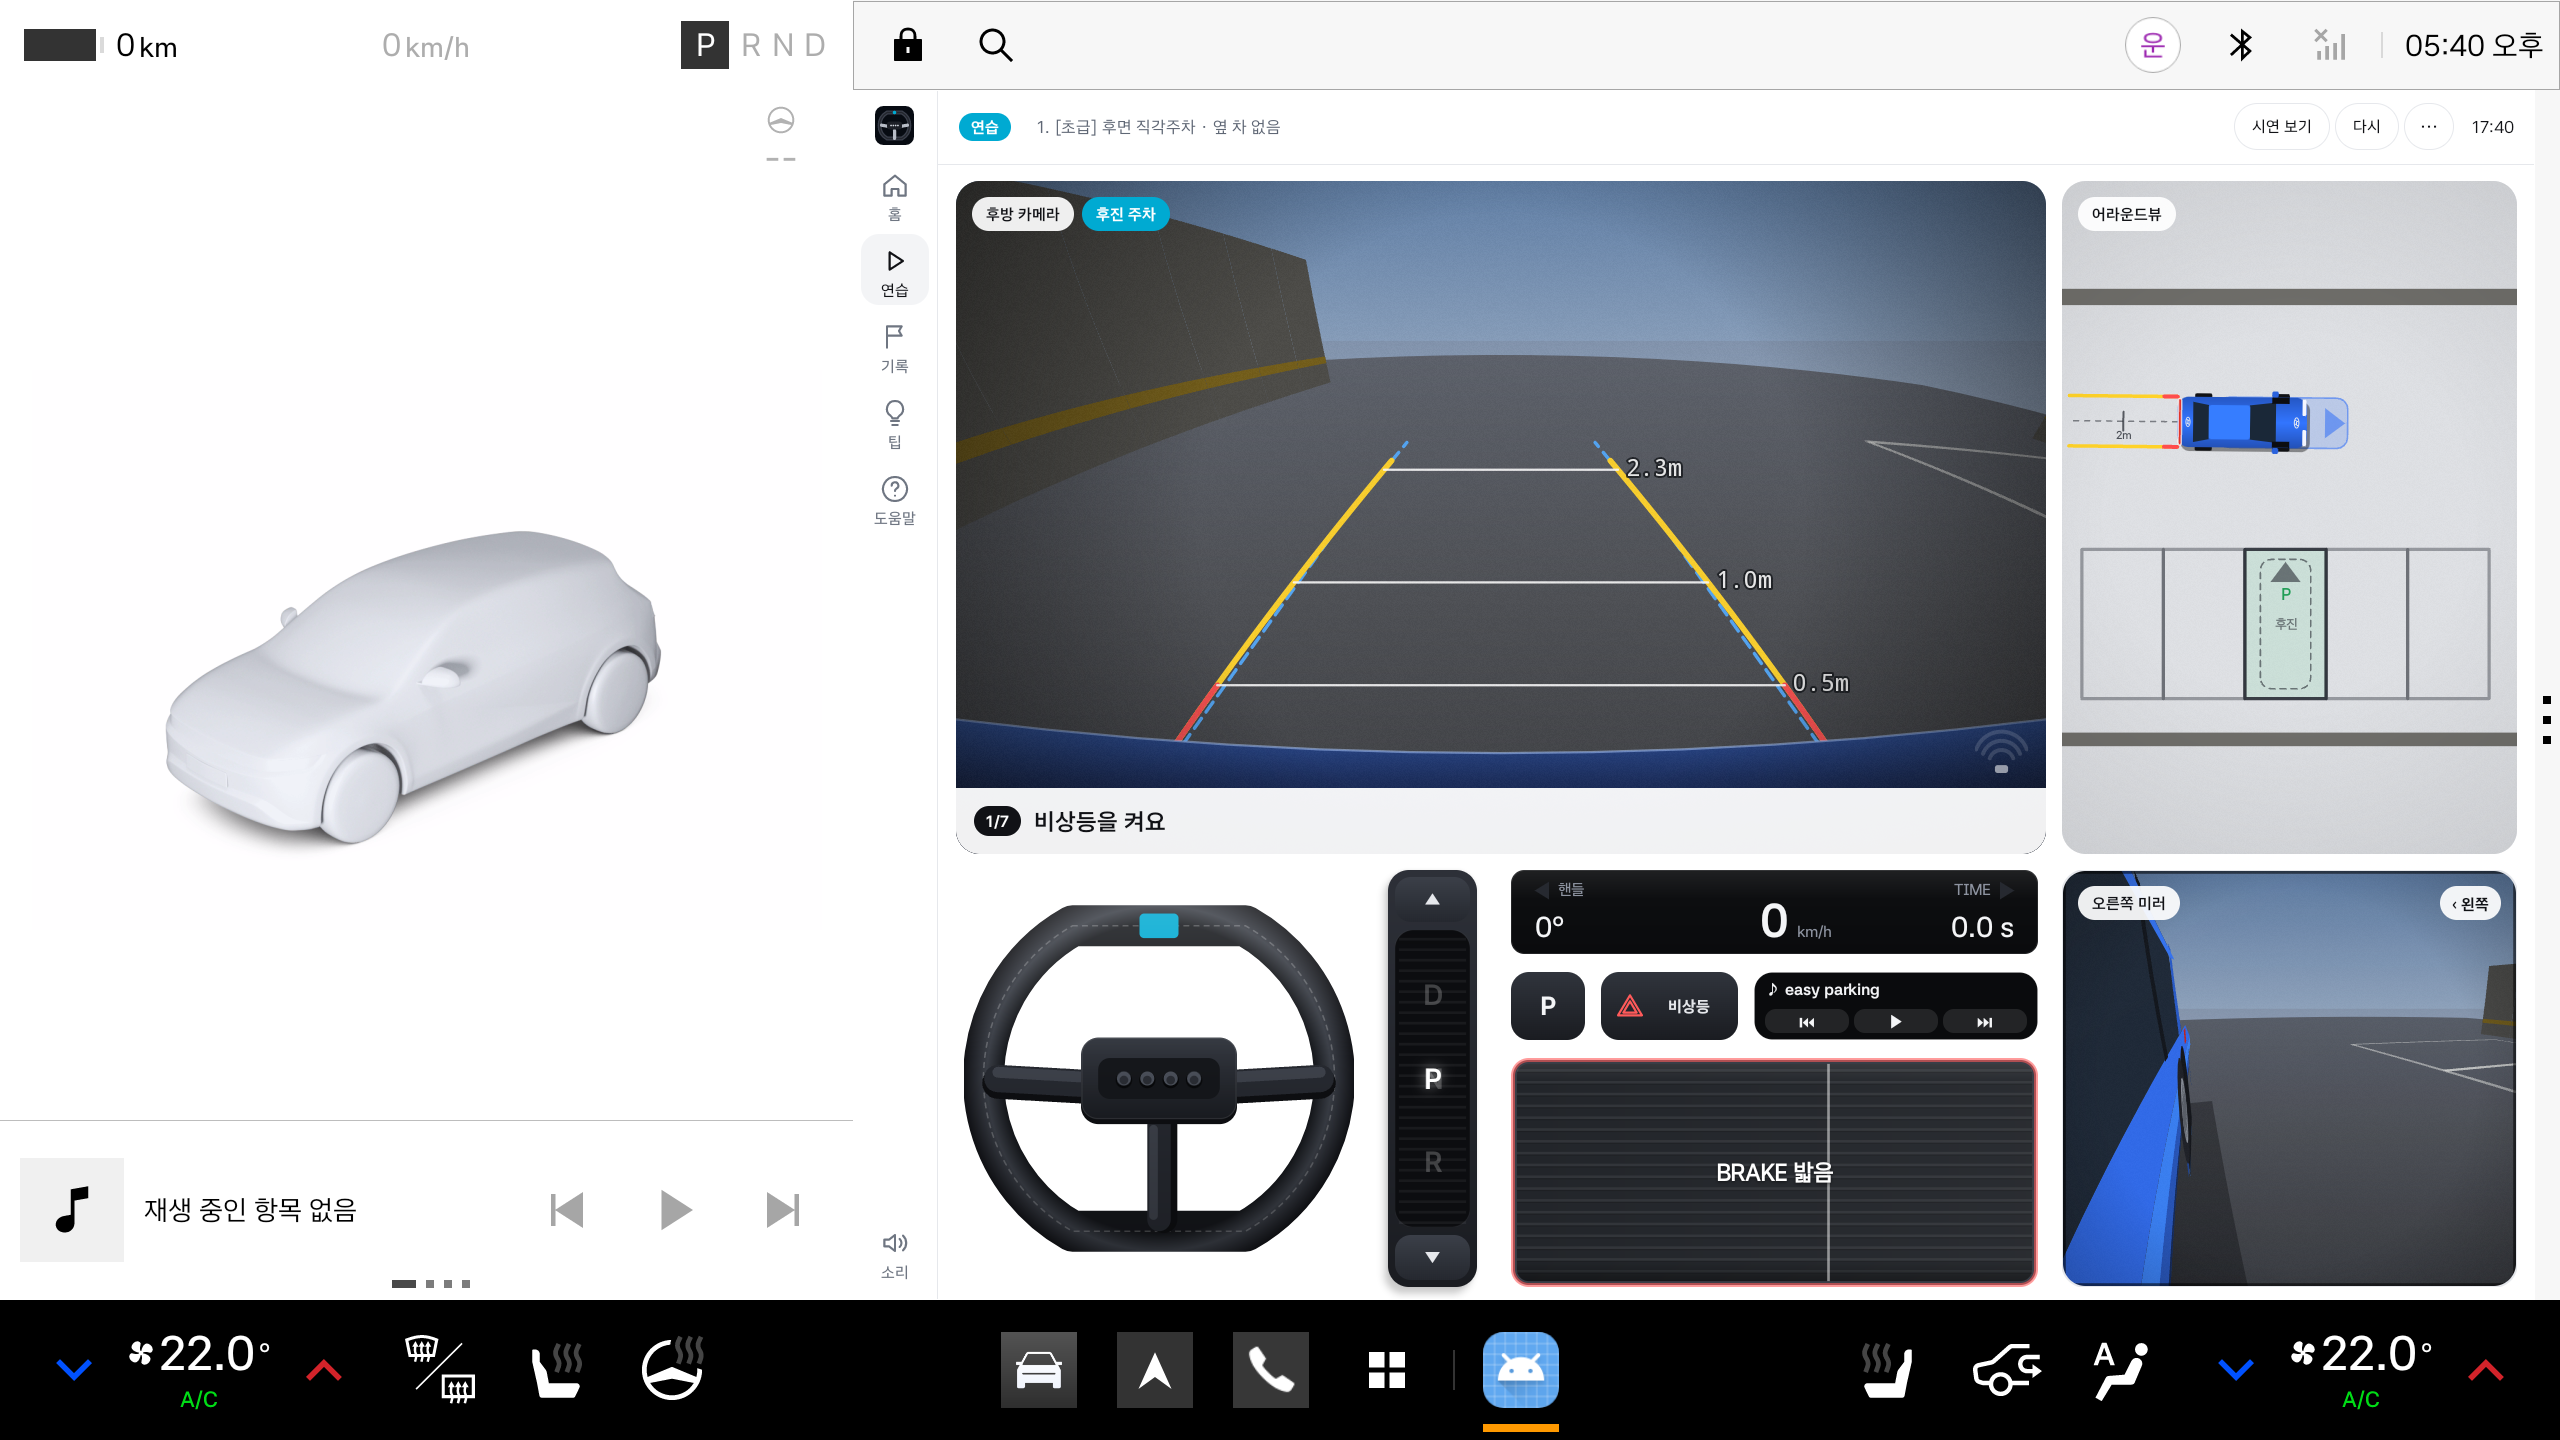 0 km
0 km/h
P R N D
운
05:40 오후
연습
1. [초급] 후면 직각주차 · 옆 차 없음
시연 보기
다시
···
17:40
홈
연습
기록
팁
도움말
소리
후방 카메라
후진 주차
2.3m
1.0m
0.5m
1/7 비상등을 켜요
어라운드뷰
2m
P
후진
D
P
R
핸들
0°
0 km/h
TIME
0.0 s
P
비상등
♪ easy parking
BRAKE 밟음
오른쪽 미러
‹ 왼쪽
재생 중인 항목 없음
22.0°
A/C
A
22.0°
A/C